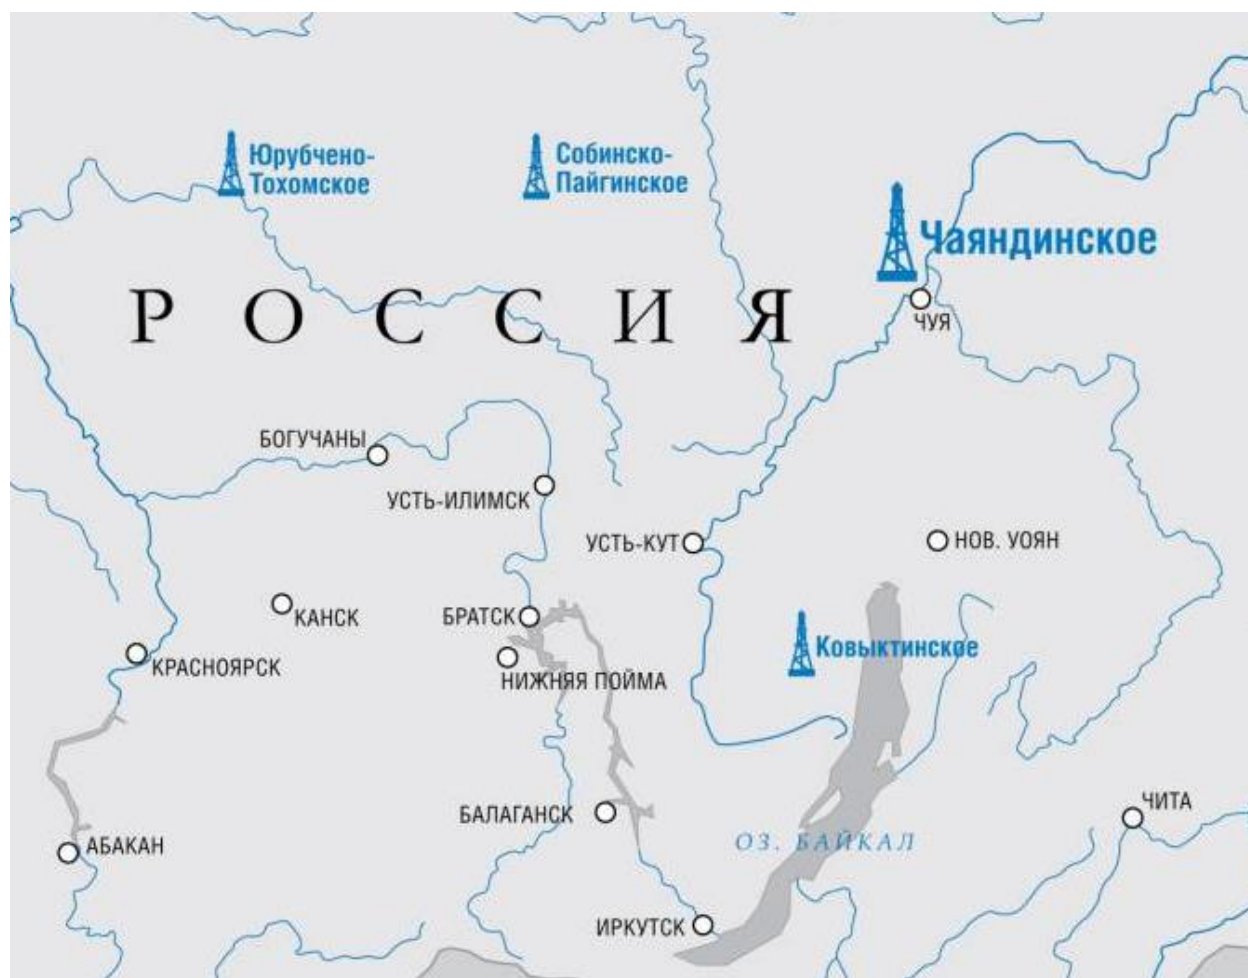 Юрубчено-
Тохомское
Собинско-
Пайгинское
Чаяндинское
РОССИЯ
ЧУЯ
БОГУЧАНЫ
УСТЬ-ИЛИМСК
УСТЬ-КУТ
НОВ. УОЯН
КАНСК
БРАТСК
КРАСНОЯРСК
НИЖНЯЯ ПОЙМА
Ковыктинское
БАЛАГАНСК
ЧИТА
ОЗ. БАЙКАЛ
АБАКАН
ИРКУТСК